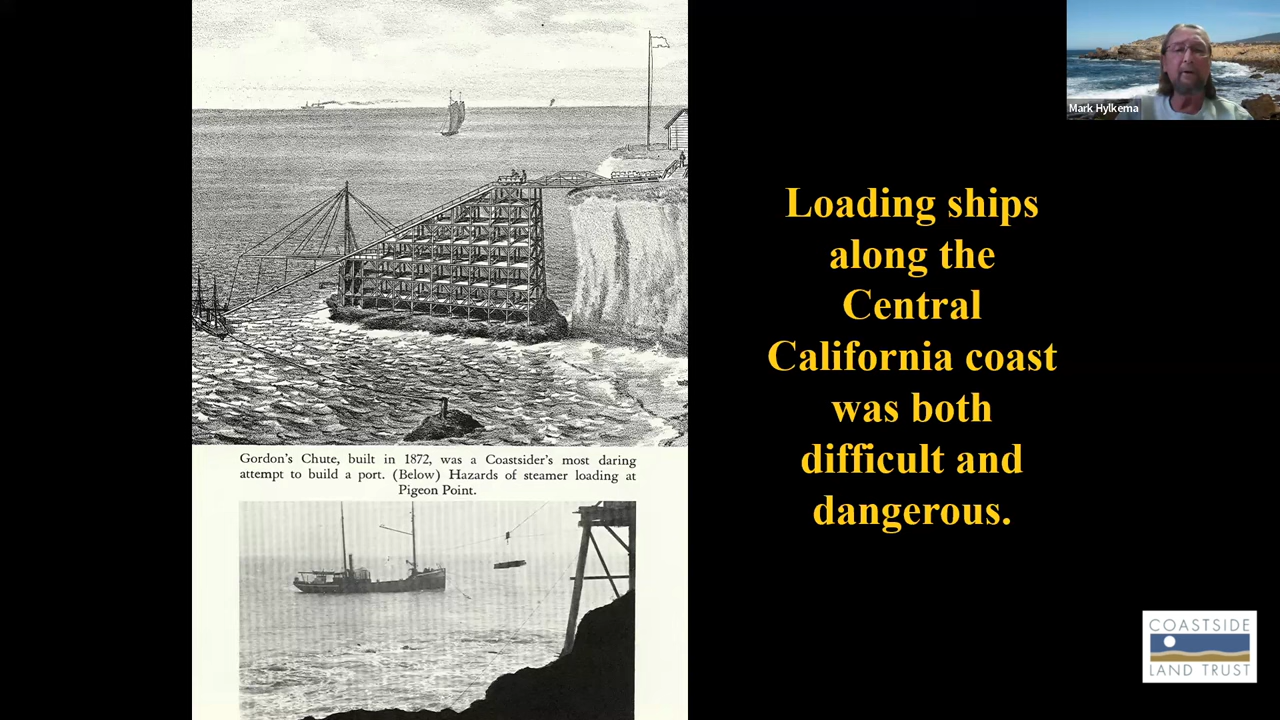 Mark Hylkema
Loading ships
along the
Central
California coast
was both
difficult and
dangerous.
Gordon's Chute, built in 1872, was a Coastsider's most daring
attempt to build a port. (Below) Hazards of steamer loading at
Pigeon Point.
COASTSIDE
LAND TRUST